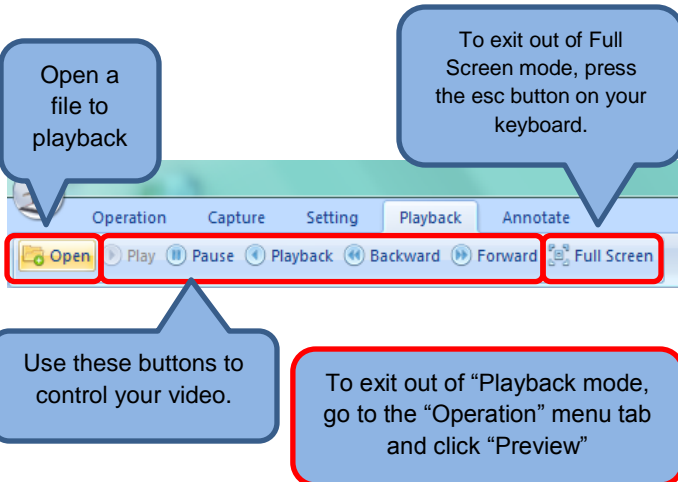 Open a
file to
playback
To exit out of Full
Screen mode, press
the esc button on your
keyboard.
Operation Capture Setting Playback Annotate
Open Play Pause Playback Backward Forward Full Screen
Use these buttons to
control your video.
To exit out of “Playback mode,
go to the “Operation” menu tab
and click “Preview”